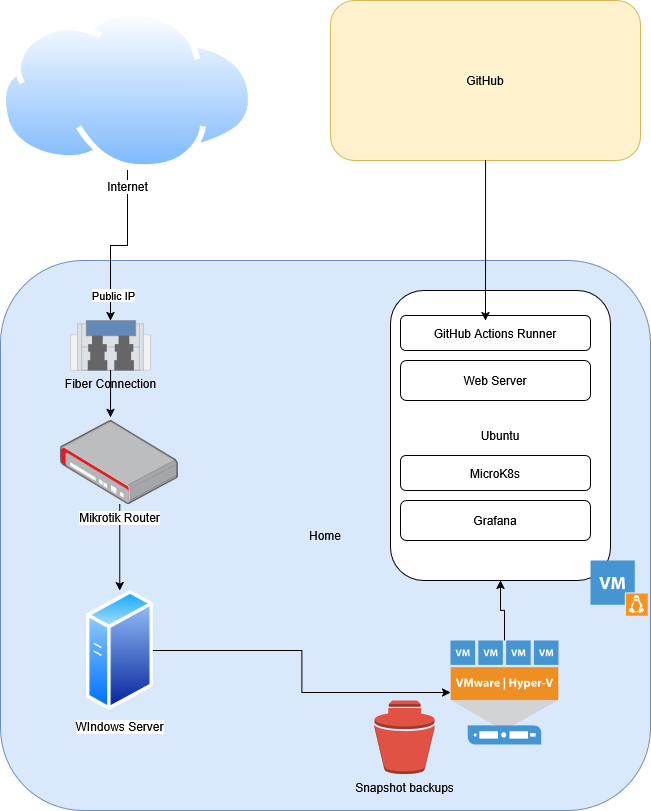 GitHub
Internet
Public IP
Fiber Connection
GitHub Actions Runner
Web Server
Ubuntu
MicroK8s
Grafana
Mikrotik Router
Home
VM
WIndows Server
VM VM VM VM
VMware | Hyper-V
Snapshot backups